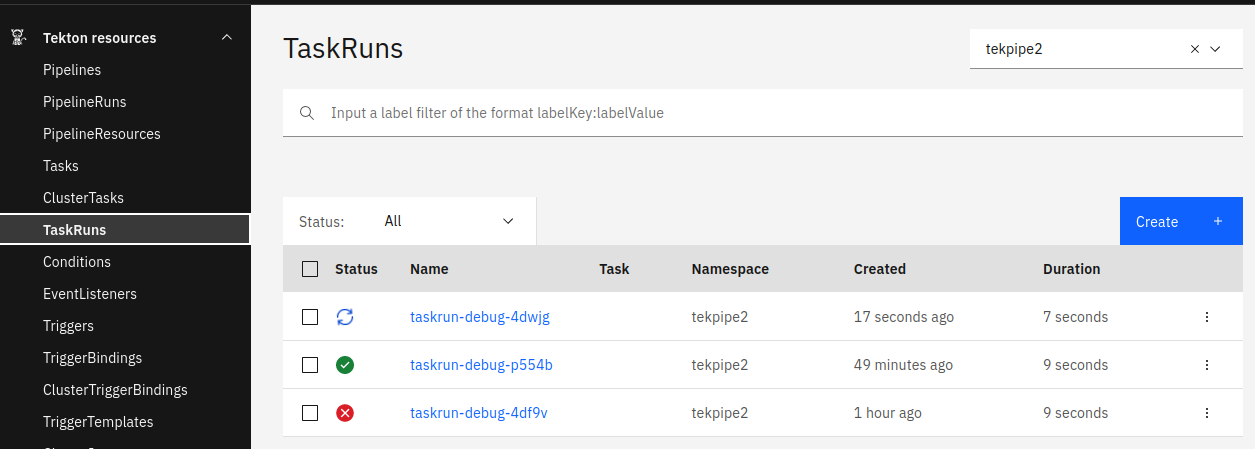 Tekton resources
Pipelines
PipelineRuns
PipelineResources
Tasks
ClusterTasks
TaskRuns
Conditions
EventListeners
Triggers
TriggerBindings
ClusterTriggerBindings
TriggerTemplates
TaskRuns
tekpipe2
Input a label filter of the format labelKey:labelValue
Status: All
Create +
Status Name Task Namespace Created Duration
taskrun-debug-4dwjg tekpipe2 17 seconds ago 7 seconds
taskrun-debug-p554b tekpipe2 49 minutes ago 9 seconds
taskrun-debug-4df9v tekpipe2 1 hour ago 9 seconds